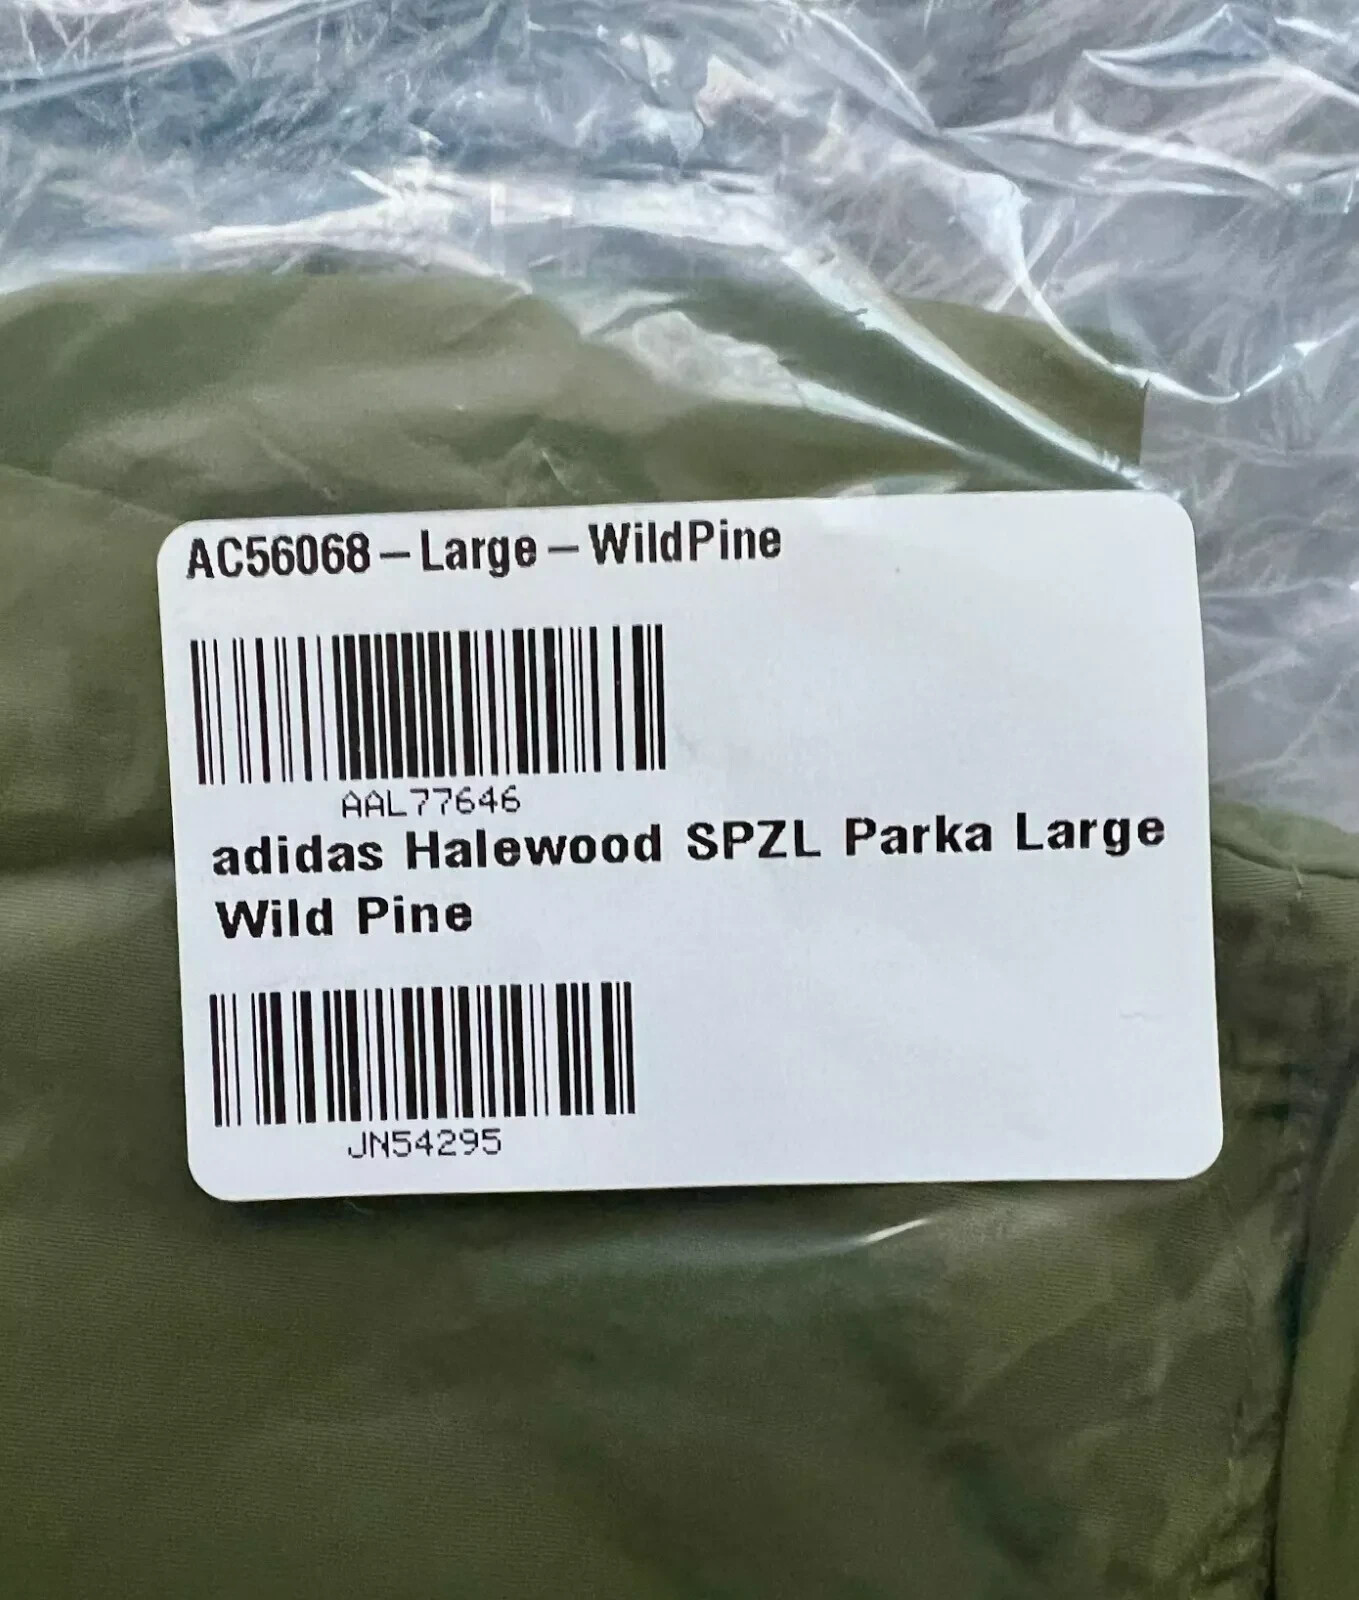 AC56068-Large-WildPine
AAL77646
adidas Halewood SPZL Parka Large
Wild Pine
JN54295